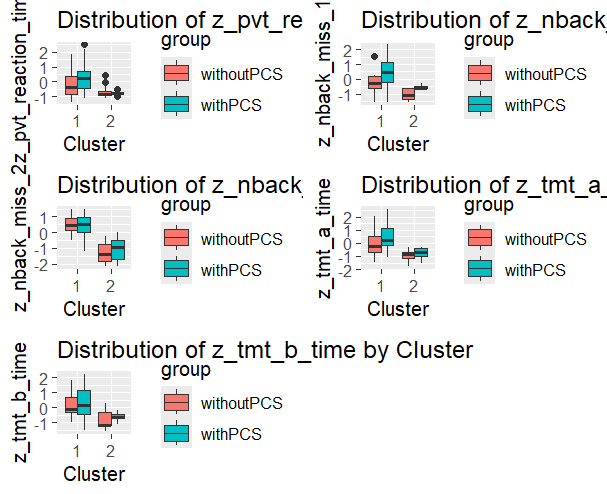 Distribution of z_pvt_re
z_pvt_reaction_tim
2
1
0
-1
1
2
Cluster
group
withoutPCS
withPCS
Distribution of z_nback_
z_nback_miss_1
2
1
0
-1
1
2
Cluster
group
withoutPCS
withPCS
Distribution of z_nback_
z_nback_miss_2
1
0
-1
-2
1
2
Cluster
group
withoutPCS
withPCS
Distribution of z_tmt_a_
z_tmt_a_time
2
1
0
-1
-2
1
2
Cluster
group
withoutPCS
withPCS
Distribution of z_tmt_b_time by Cluster
z_tmt_b_time
2
1
0
-1
1
2
Cluster
group
withoutPCS
withPCS